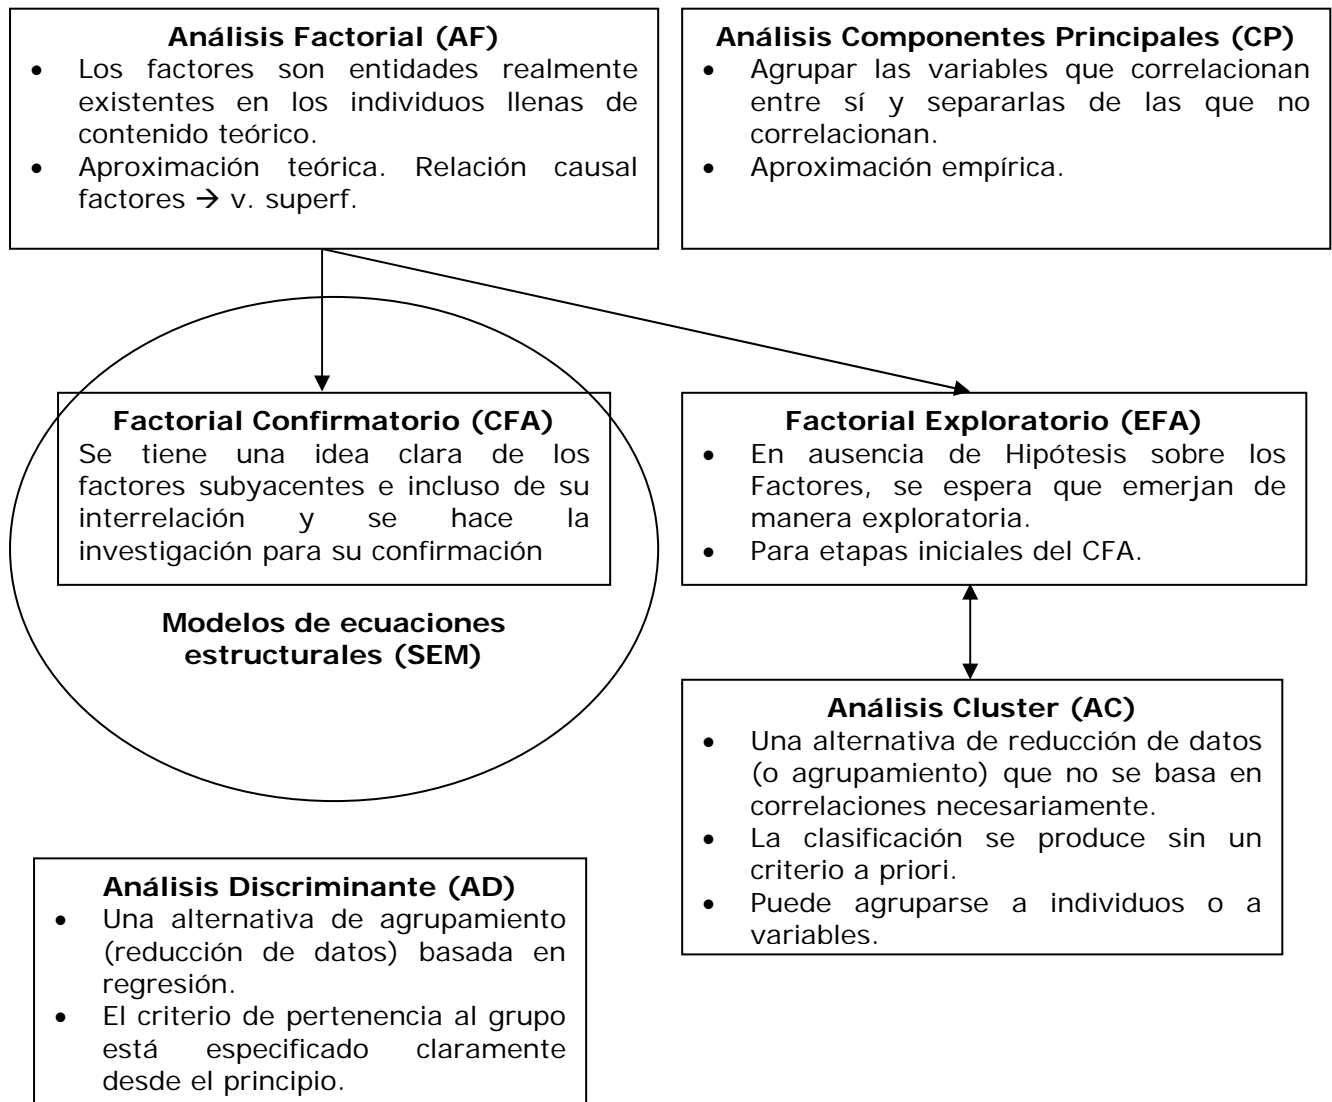 Análisis Factorial (AF)
• Los factores son entidades realmente
existentes en los individuos llenas de
contenido teórico.
• Aproximación teórica. Relación causal
factores → v. superf.
Análisis Componentes Principales (CP)
• Agrupar las variables que correlacionan
entre sí y separarlas de las que no
correlacionan.
• Aproximación empírica.
Factorial Confirmatorio (CFA)
Se tiene una idea clara de los
factores subyacentes e incluso de su
interrelación y se hace la
investigación para su confirmación
Modelos de ecuaciones
estructurales (SEM)
Factorial Exploratorio (EFA)
• En ausencia de Hipótesis sobre los
Factores, se espera que emerjan de
manera exploratoria.
• Para etapas iniciales del CFA.
Análisis Cluster (AC)
• Una alternativa de reducción de datos
(o agrupamiento) que no se basa en
correlaciones necesariamente.
• La clasificación se produce sin un
criterio a priori.
• Puede agruparse a individuos o a
variables.
Análisis Discriminante (AD)
• Una alternativa de agrupamiento
(reducción de datos) basada en
regresión.
• El criterio de pertenencia al grupo
está especificado claramente
desde el principio.